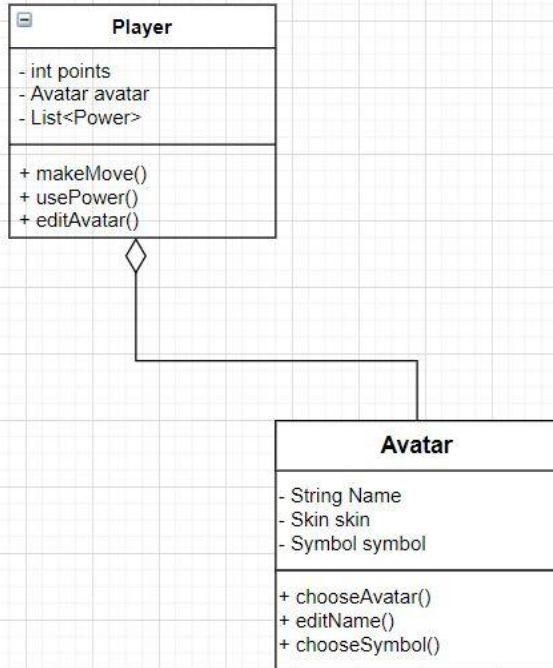 Player
- int points
- Avatar avatar
- List<Power>
+ makeMove()
+ usePower()
+ editAvatar()
Avatar
- String Name
- Skin skin
- Symbol symbol
+ chooseAvatar()
+ editName()
+ chooseSymbol()